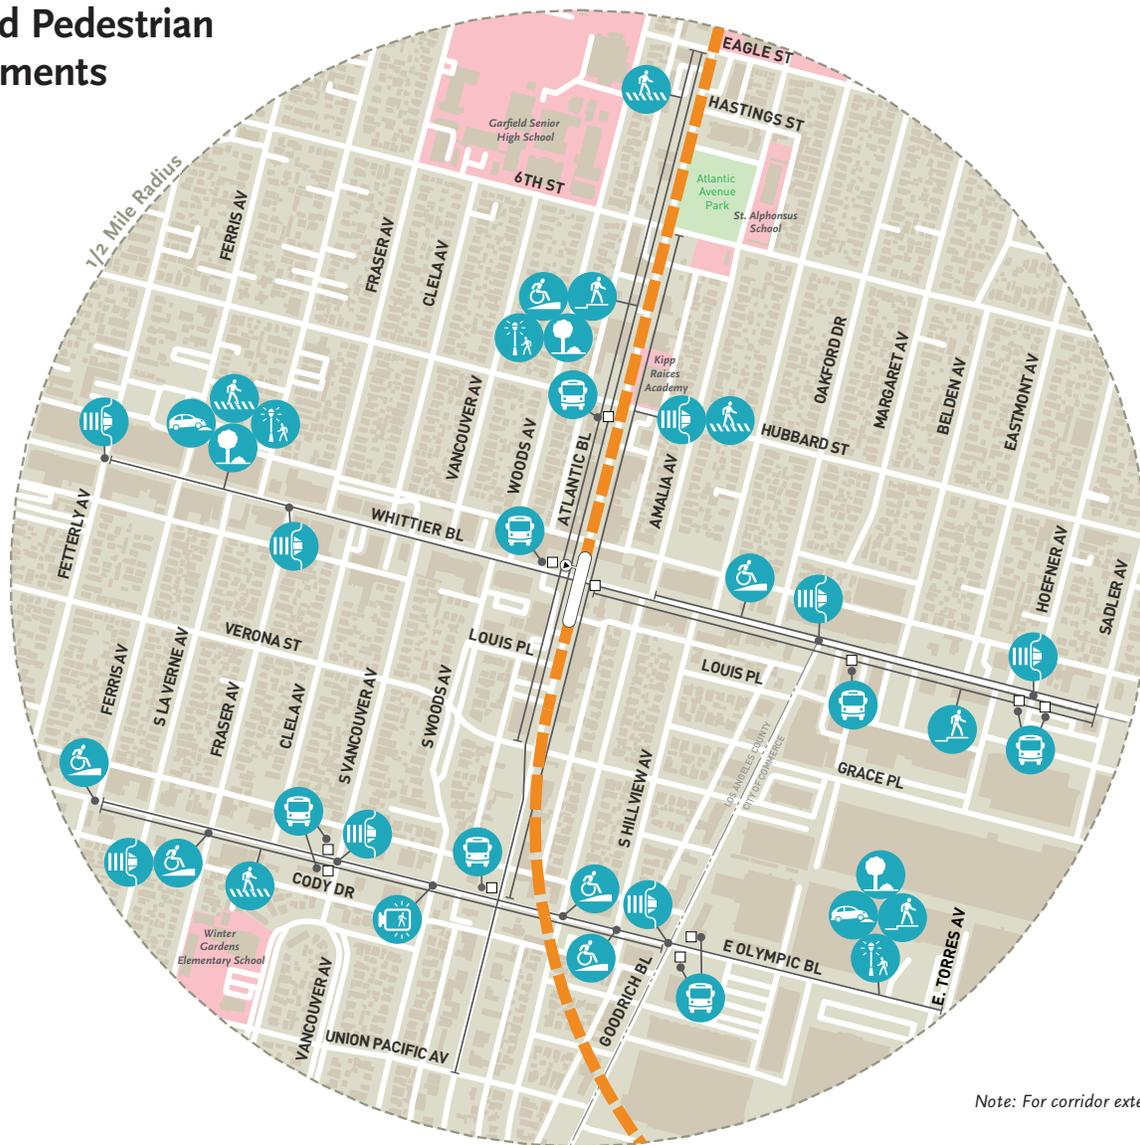 d Pedestrian
ments
1/2 Mile Radius
EAGLE ST
HASTINGS ST
Garfield Senior
High School
6TH ST
Atlantic
Avenue
Park
St. Alphonsus
School
FERRIS AV
FRASER AV
CLELA AV
VANCOUVER AV
WOODS AV
ATLANTIC BL
Kipp
Raices
Academy
AMALIA AV
HUBBARD ST
OAKFORD DR
MARGARET AV
BELDEN AV
EASTMONT AV
HOEFNER AV
SADLER AV
FETTERLY AV
WHITTIER BL
VERONA ST
LOUIS PL
LOUIS PL
FERRIS AV
S LA VERNE AV
FRASER AV
CLELA AV
S VANCOUVER AV
S WOODS AV
S HILLVIEW AV
LOS ANGELES COUNTY
CITY OF COMMERCE
GRACE PL
CODY DR
Winter
Gardens
Elementary School
VANCOUVER AV
UNION PACIFIC AV
GOODRICH BL
E OLYMPIC BL
E. TORRES AV
Note: For corridor exte